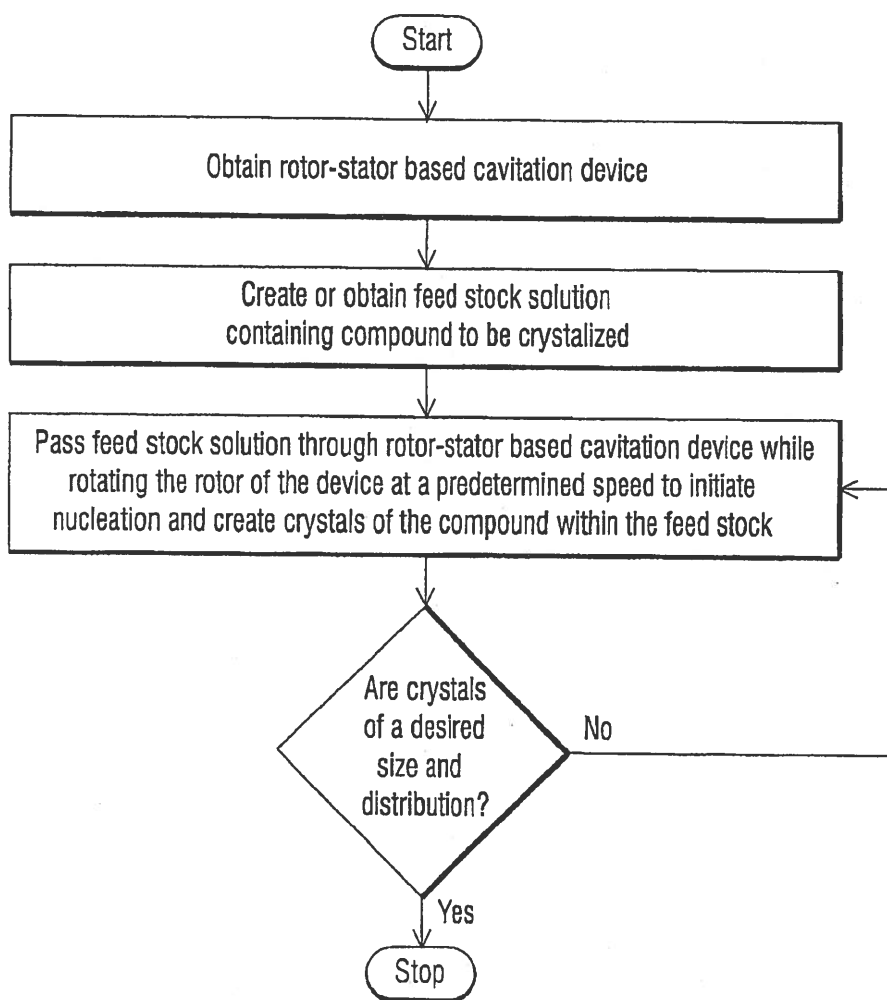 Start
Obtain rotor-stator based cavitation device
Create or obtain feed stock solution
containing compound to be crystalized
Pass feed stock solution through rotor-stator based cavitation device while
rotating the rotor of the device at a predetermined speed to initiate
nucleation and create crystals of the compound within the feed stock
Are crystals
of a desired
size and
distribution?
No
Yes
Stop